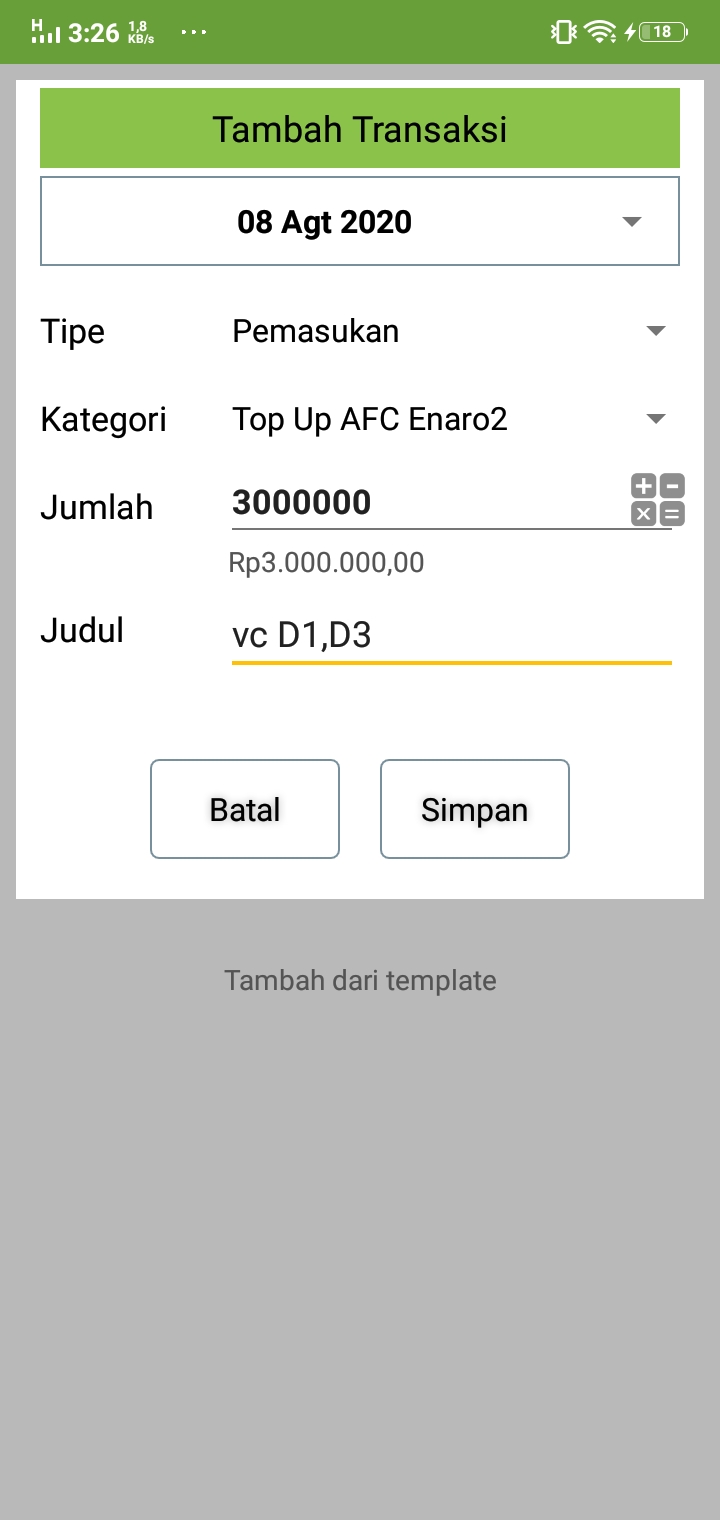 H 3:26 1,8 KB/s ... 18
Tambah Transaksi
08 Agt 2020
Tipe Pemasukan
Kategori Top Up AFC Enaro2
Jumlah 3000000
Rp3.000.000,00
Judul vc D1,D3
Batal Simpan
Tambah dari template